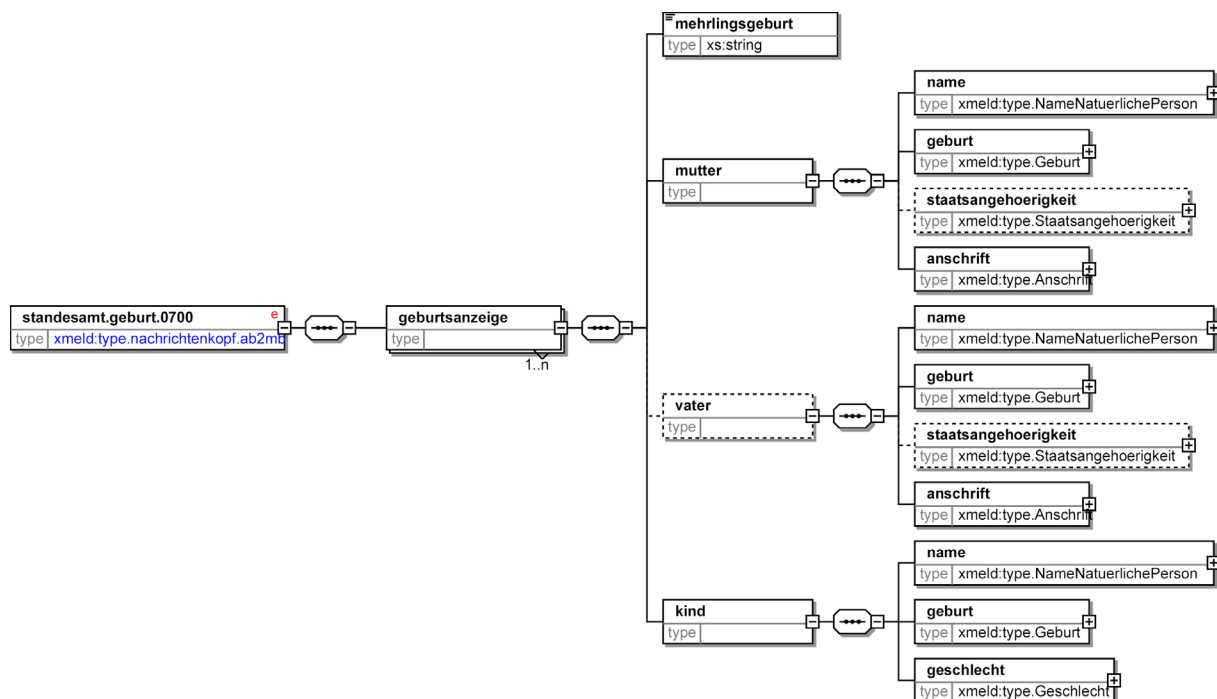 mehrlingsgeburt
type xs:string
name
type xmeld:type.NameNatuerlichePerson
geburt
type xmeld:type.Geburt
mutter
type
staatsangehoerigkeit
type xmeld:type.Staatsangehoerigkeit
anschrift
type xmeld:type.Anschrift
standesamt.geburt.0700 e
type xmeld:type.nachrichtenkopf.ab2mb
geburtsanzeige
type
1..n
name
type xmeld:type.NameNatuerlichePerson
geburt
type xmeld:type.Geburt
vater
type
staatsangehoerigkeit
type xmeld:type.Staatsangehoerigkeit
anschrift
type xmeld:type.Anschrift
name
type xmeld:type.NameNatuerlichePerson
kind
type
geburt
type xmeld:type.Geburt
geschlecht
type xmeld:type.Geschlecht